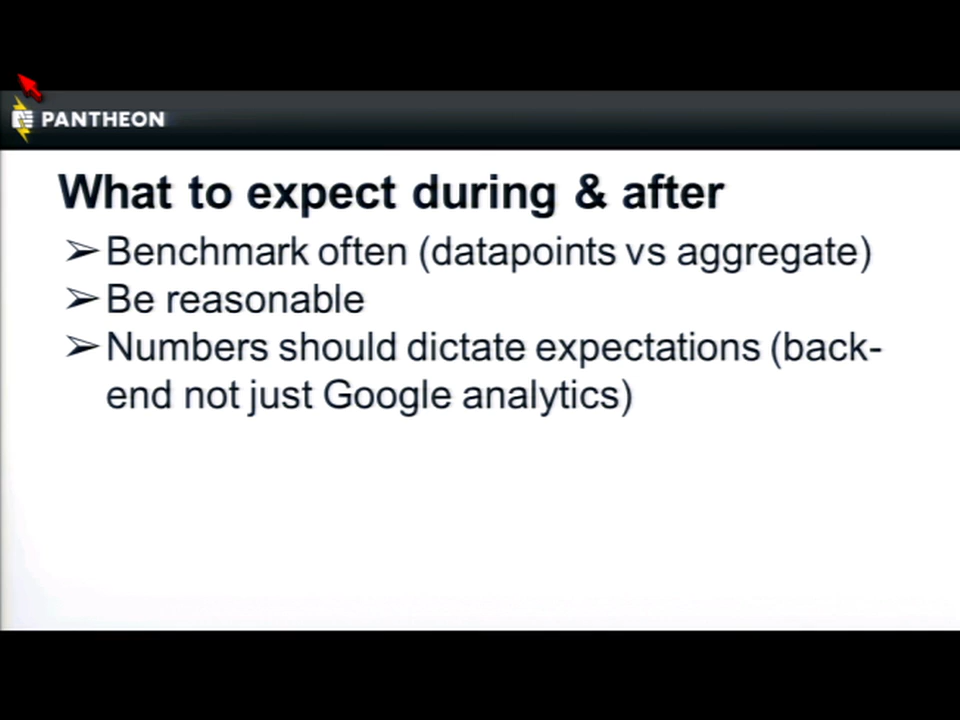 PANTHEON
What to expect during & after
➢ Benchmark often (datapoints vs aggregate)
➢ Be reasonable
➢ Numbers should dictate expectations (back-
end not just Google analytics)